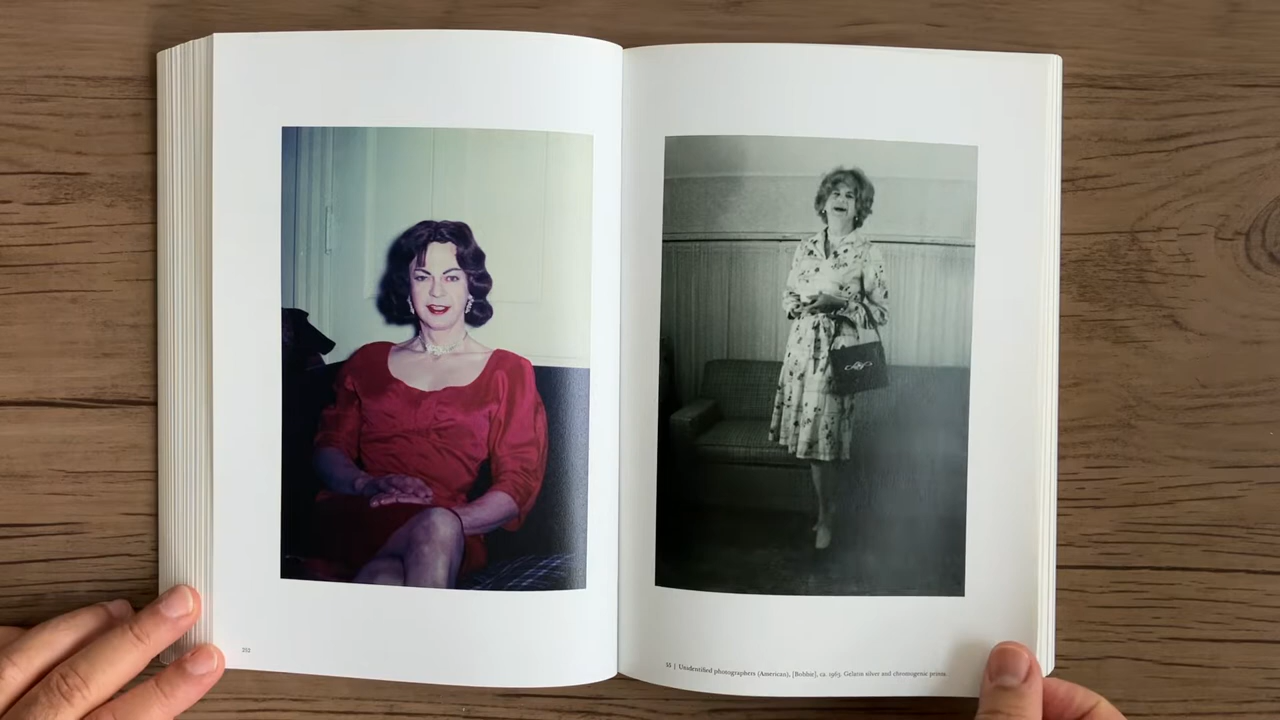 252
51 | Unidentified photographers (American), [Bobbie], ca. 1963. Gelatin silver and chromogenic prints.